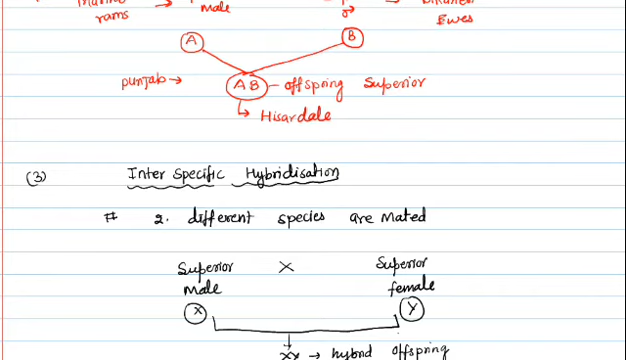 rams male
♂ Ewes
A B
Punjab → AB - offspring Superior
↳ Hisardale
(3) Inter Specific Hybridisation
# 2. different species are Mated
Superior X Superior
male female
X Y
→ hybrid offspring